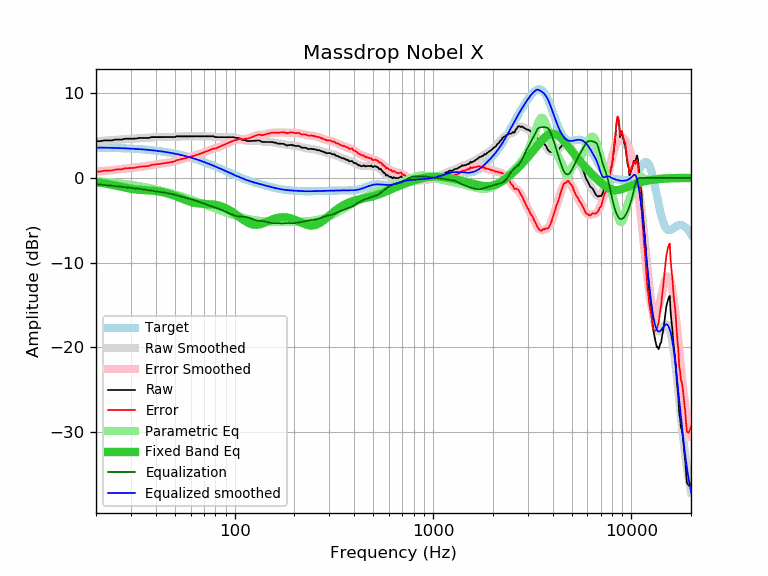 Massdrop Nobel X
Amplitude (dBr)
10
0
−10
−20
−30
Target
Raw Smoothed
Error Smoothed
Raw
Error
Parametric Eq
Fixed Band Eq
Equalization
Equalized smoothed
100
1000
10000
Frequency (Hz)